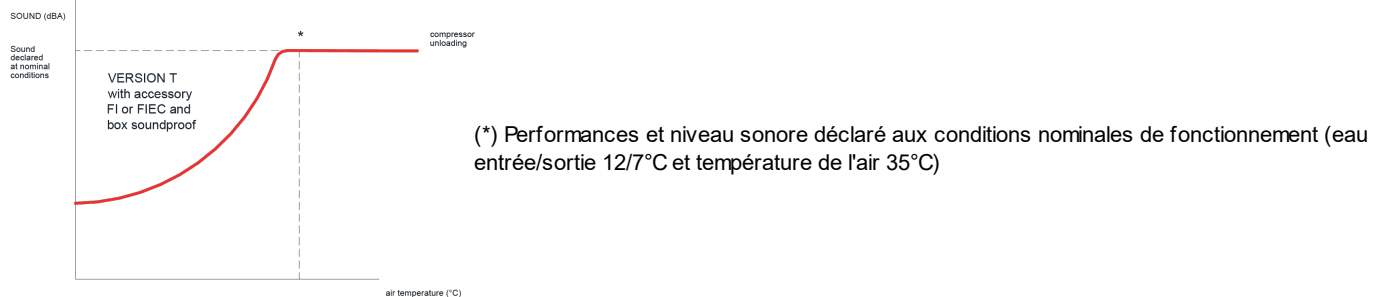 SOUND (dBA)
Sound
declared
at nominal
conditions
*
compressor
unloading
VERSION T
with accessory
FI or FIEC and
box soundproof
(*) Performances et niveau sonore déclaré aux conditions nominales de fonctionnement (eau
entrée/sortie 12/7°C et température de l'air 35°C)
air temperature (°C)